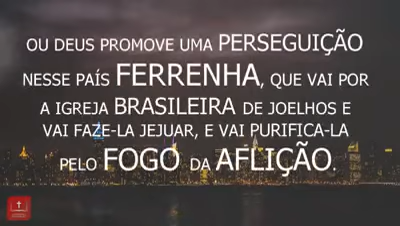 OU DEUS PROMOVE UMA PERSEGUIÇÃO
NESSE PAÍS FERRENHA, QUE VAI POR
A IGREJA BRASILEIRA DE JOELHOS E
VAI FAZE-LA JEJUAR, E VAI PURIFICA-LA
PELO FOGO DA AFLIÇÃO.